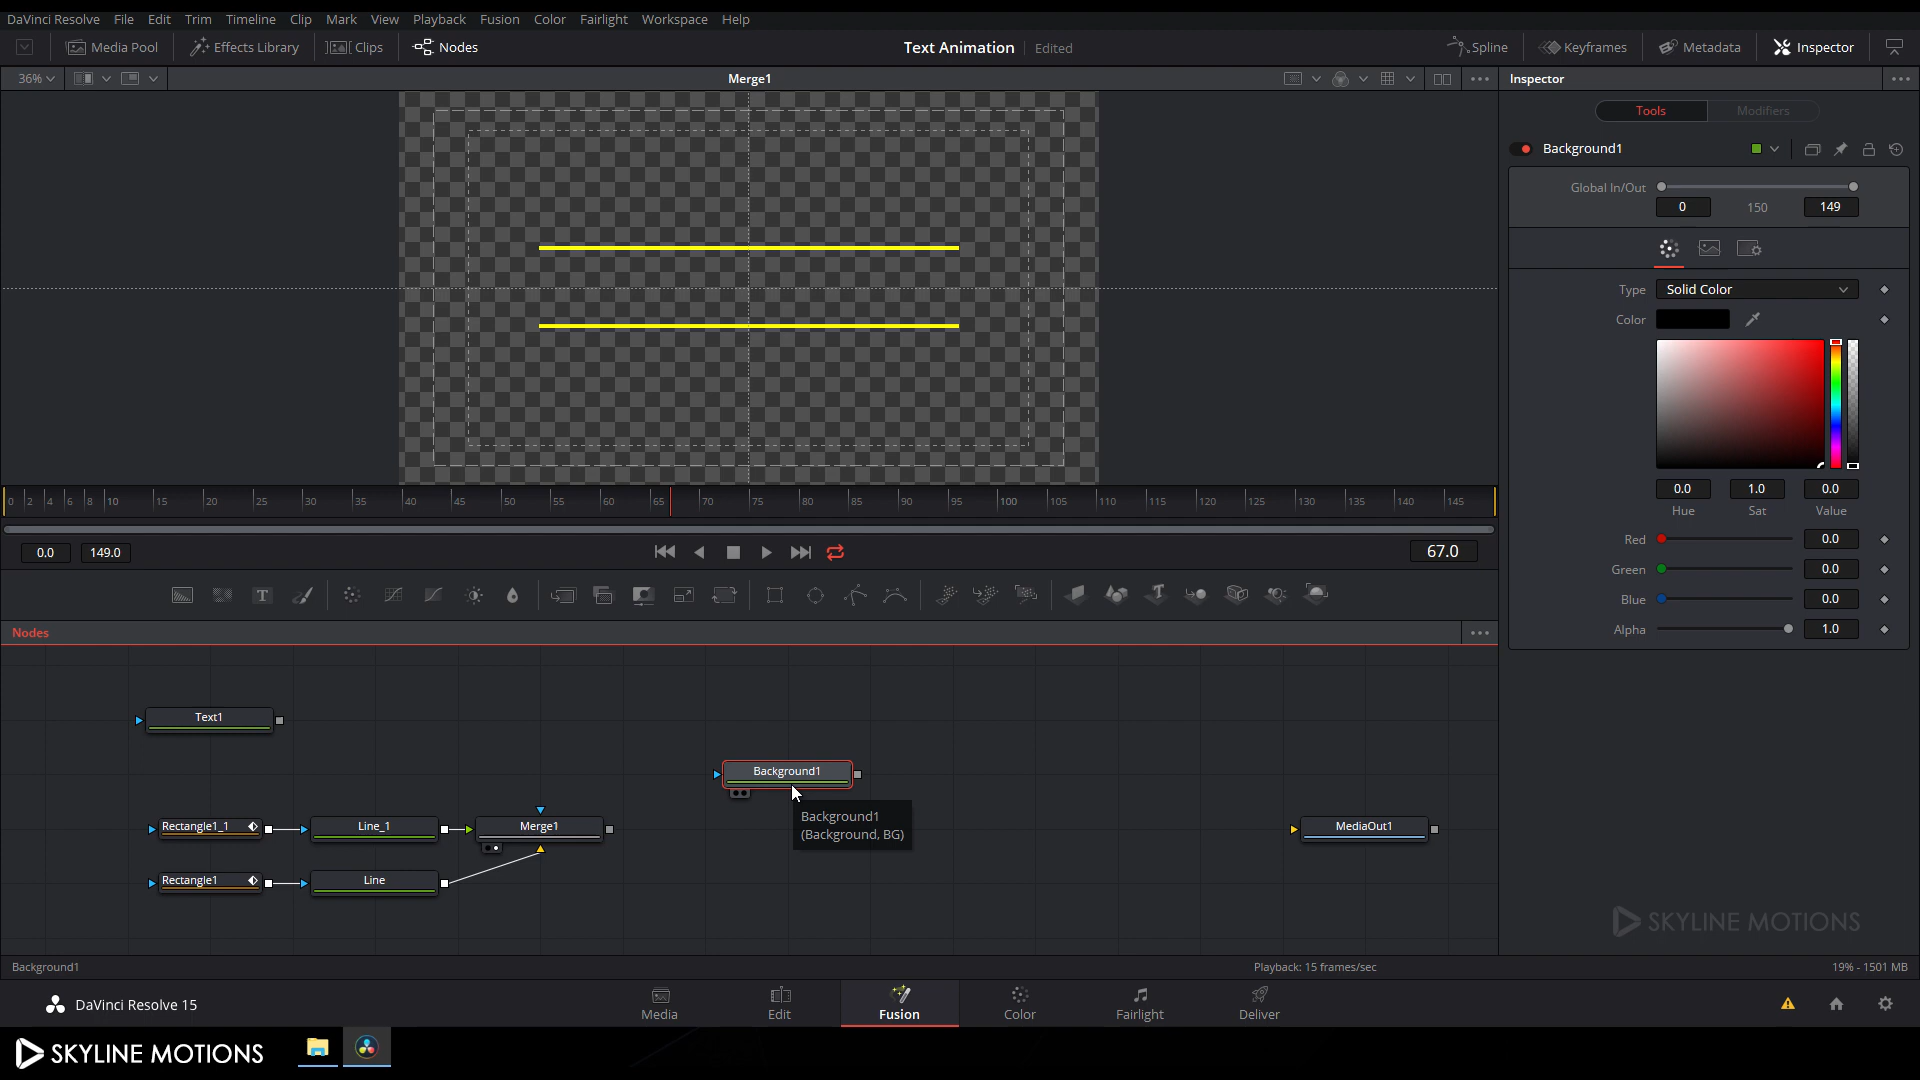 DaVinci Resolve File Edit Trim Timeline Clip Mark View Playback Fusion Color Fairlight Workspace Help
Media Pool Effects Library Clips Nodes Text Animation Edited Spline Keyframes Metadata Inspector
36% Merge1 Inspector
Tools Modifiers
Background1
Global In/Out
0 150 149
Type Solid Color
Color
0.0 1.0 0.0
Hue Sat Value
0 2 4 6 8 10 15 20 25 30 35 40 45 50 55 60 65 70 75 80 85 90 95 100 105 110 115 120 125 130 135 140 145
Red 0.0
0.0 149.0 67.0
Green 0.0
Blue 0.0
Alpha 1.0
Nodes
Text1
Background1
Background1
(Background, BG)
Rectangle1_1 Line_1 Merge1 MediaOut1
Rectangle1 Line
SKYLINE MOTIONS
Background1 Playback: 15 frames/sec 19% - 1501 MB
DaVinci Resolve 15 Media Edit Fusion Color Fairlight Deliver
SKYLINE MOTIONS